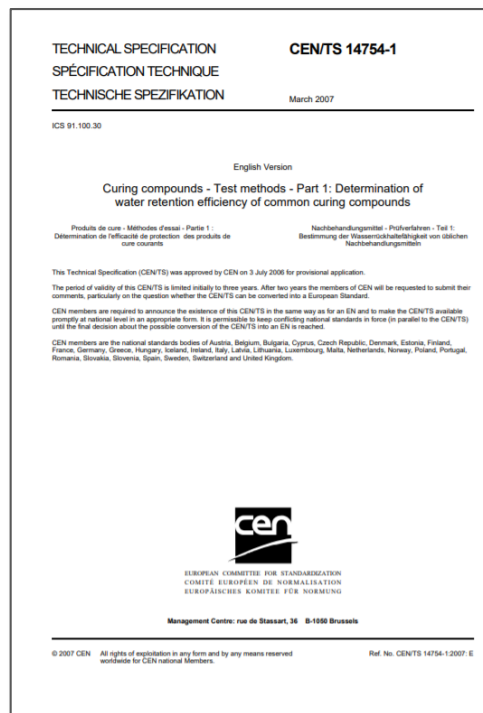 TECHNICAL SPECIFICATION
SPÉCIFICATION TECHNIQUE
TECHNISCHE SPEZIFIKATION
CEN/TS 14754-1
March 2007
ICS 91.100.30
English Version
Curing compounds - Test methods - Part 1: Determination of
water retention efficiency of common curing compounds
Produits de cure - Méthodes d'essai - Partie 1 :
Détermination de l'efficacité de protection des produits de
cure courants
Nachbehandlungsmittel - Prüfverfahren - Teil 1:
Bestimmung der Wasserrückhaltefähigkeit von üblichen
Nachbehandlungsmitteln
This Technical Specification (CEN/TS) was approved by CEN on 3 July 2006 for provisional application.
The period of validity of this CEN/TS is limited initially to three years. After two years the members of CEN will be requested to submit their
comments, particularly on the question whether the CEN/TS can be converted into a European Standard.
CEN members are required to announce the existence of this CEN/TS in the same way as for an EN and to make the CEN/TS available
promptly at national level in an appropriate form. It is permissible to keep conflicting national standards in force (in parallel to the CEN/TS)
until the final decision about the possible conversion of the CEN/TS into an EN is reached.
CEN members are the national standards bodies of Austria, Belgium, Bulgaria, Cyprus, Czech Republic, Denmark, Estonia, Finland,
France, Germany, Greece, Hungary, Iceland, Ireland, Italy, Latvia, Lithuania, Luxembourg, Malta, Netherlands, Norway, Poland, Portugal,
Romania, Slovakia, Slovenia, Spain, Sweden, Switzerland and United Kingdom.
cen
EUROPEAN COMMITTEE FOR STANDARDIZATION
COMITÉ EUROPÉEN DE NORMALISATION
EUROPÄISCHES KOMITEE FÜR NORMUNG
Management Centre: rue de Stassart, 36 B-1050 Brussels
© 2007 CEN All rights of exploitation in any form and by any means reserved
worldwide for CEN national Members.
Ref. No. CEN/TS 14754-1:2007: E